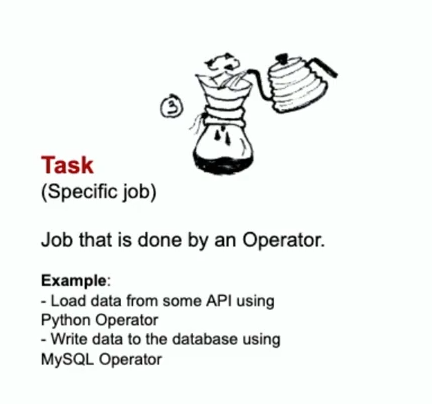 3
Task
(Specific job)
Job that is done by an Operator.
Example:
- Load data from some API using
Python Operator
- Write data to the database using
MySQL Operator